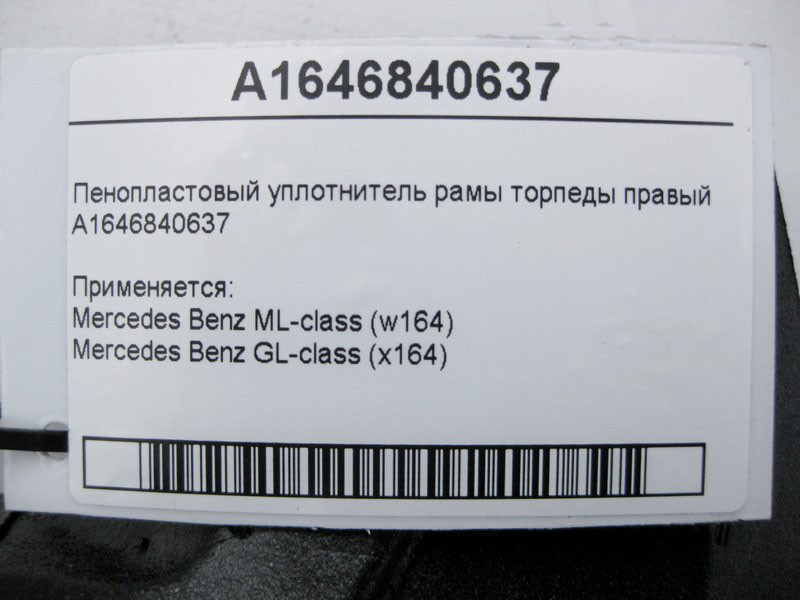 A1646840637
Пенопластовый уплотнитель рамы торпеды правый
A1646840637
Применяется:
Mercedes Benz ML-class (w164)
Mercedes Benz GL-class (x164)